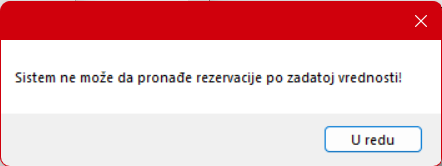 Sistem ne može da pronađe rezervacije po zadatoj vrednosti!
U redu